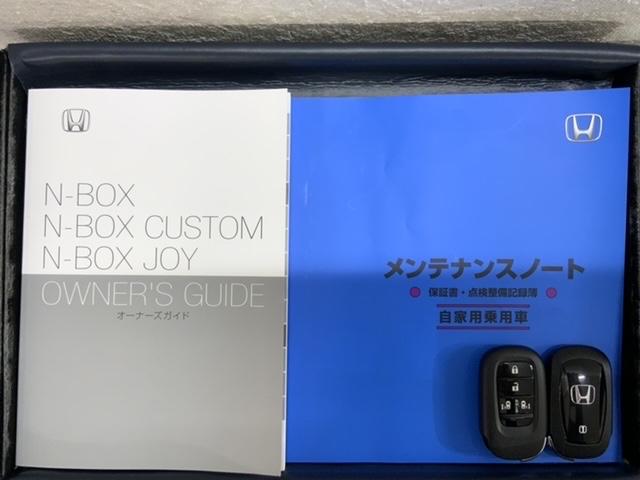 N-BOX
N-BOX CUSTOM
N-BOX JOY
OWNER'S GUIDE
オーナーズガイド
メンテナンスノート
保証書・点検整備記録簿
自家用乗用車